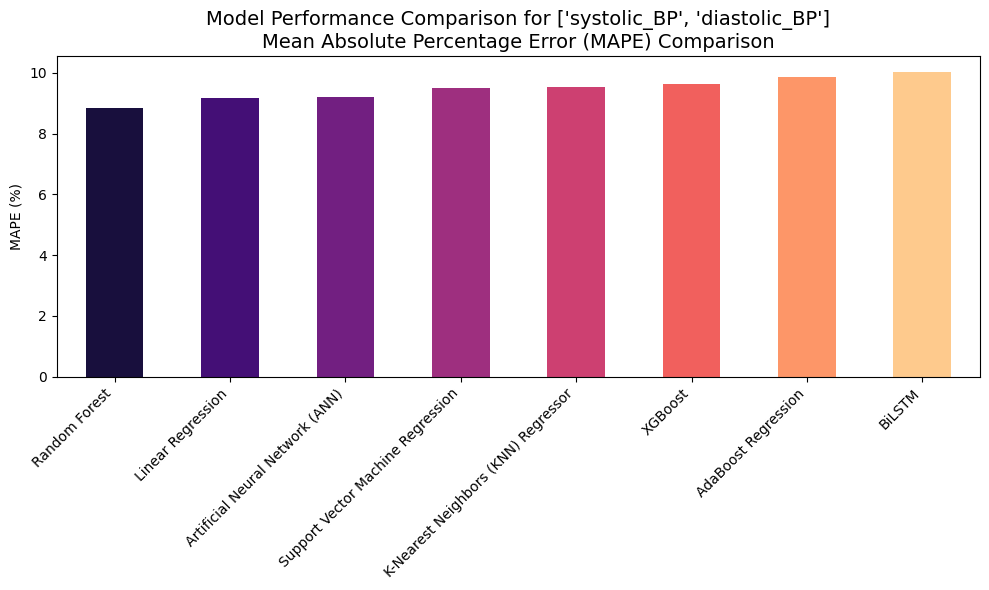 Model Performance Comparison for ['systolic_BP', 'diastolic_BP']
Mean Absolute Percentage Error (MAPE) Comparison
MAPE (%)
10
8
6
4
2
0
Random Forest
Linear Regression
Artificial Neural Network (ANN)
Support Vector Machine Regression
K-Nearest Neighbors (KNN) Regressor
XGBoost
AdaBoost Regression
BiLSTM